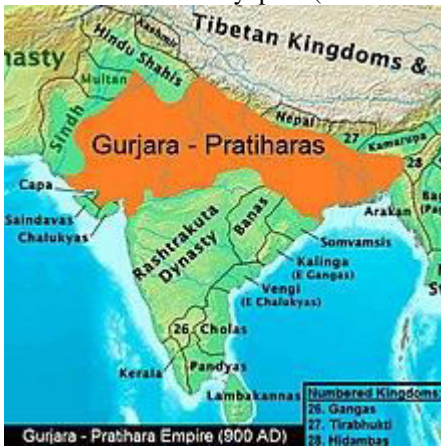 Tibetan Kingdoms &
nasty
Hindu Shahis
Kashmir
Multan
Sindh
Nepal
27
Kamarupa
28
Gurjara - Pratiharas
Capa
Saindavas
Chalukyas
Rashtrakuta
Dynasty
Banas
Arakan
Somvamsis
Kalinga
(E Gangas)
Vengi
(E Chalukyas)
26
Cholas
Kerala
Pandyas
Lambakannas
Numbered Kingdoms:
26. Gangas
27. Tirabhukti
28. Hidambas
Gurjara - Pratihara Empire (900 AD)